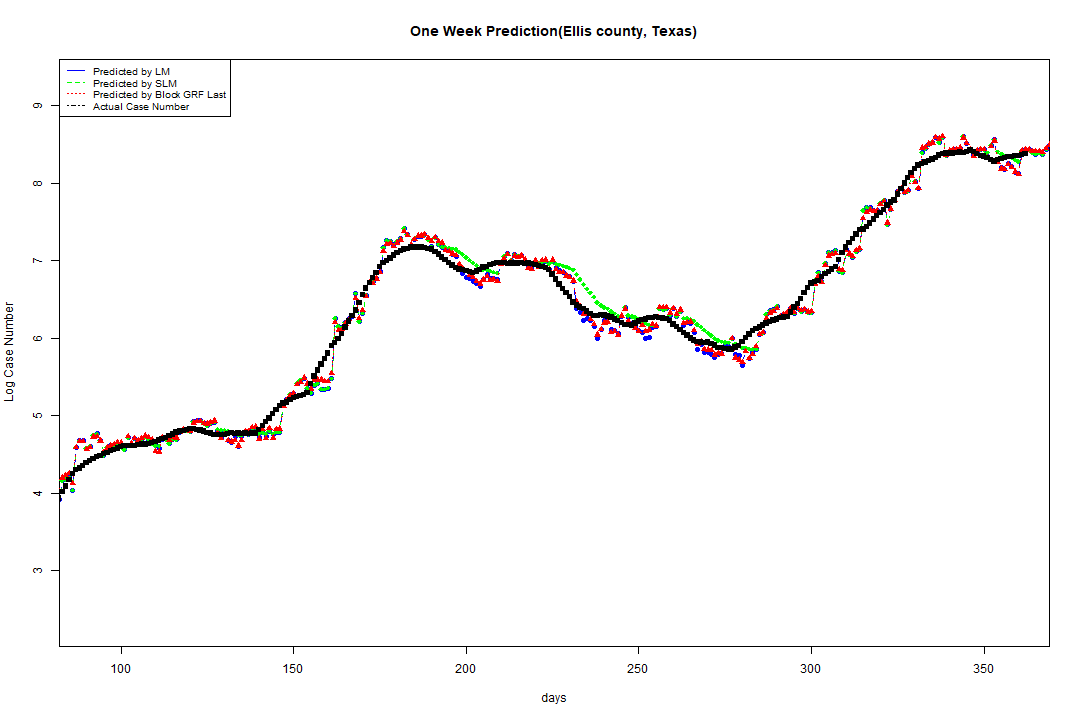 One Week Prediction(Ellis county, Texas)
Predicted by LM
Predicted by SLM
Predicted by Block GRF Last
Actual Case Number
9
8
7
6
5
4
3
Log Case Number
100 150 200 250 300 350
days